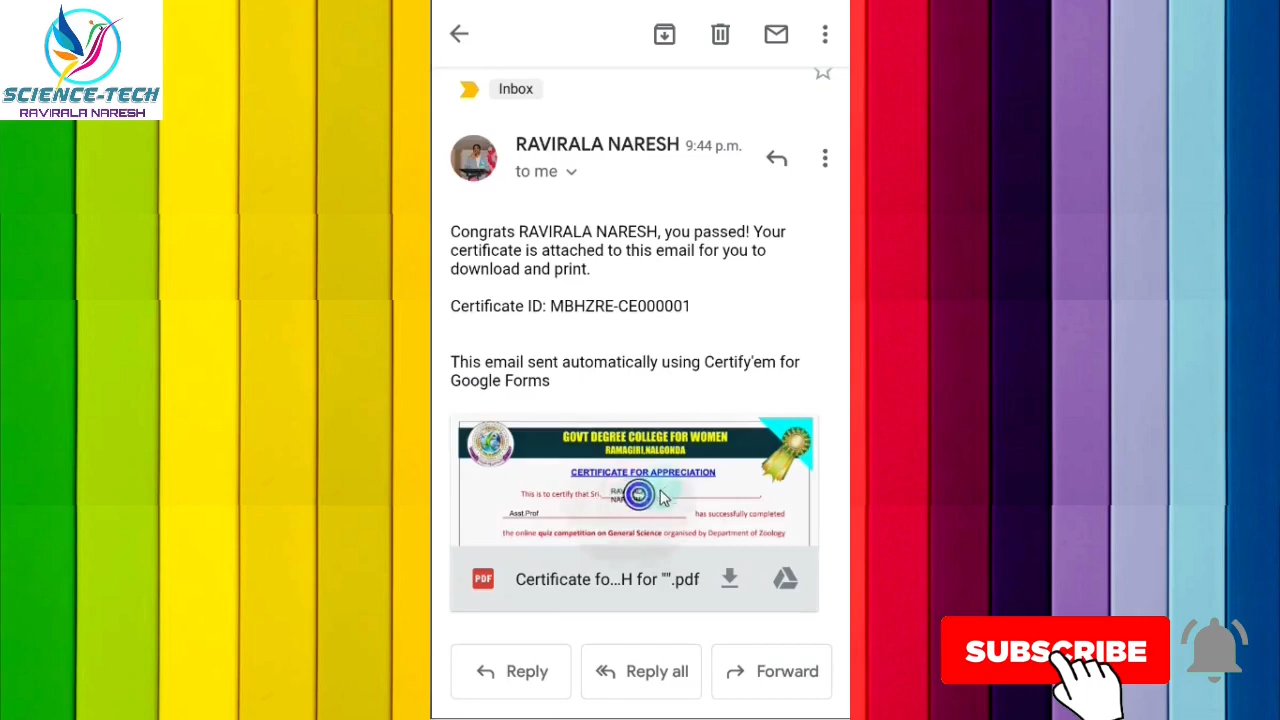 SCIENCE-TECH
RAVIRALA NARESH
Inbox
RAVIRALA NARESH 9:44 p.m.
to me
Congrats RAVIRALA NARESH, you passed! Your
certificate is attached to this email for you to
download and print.
Certificate ID: MBHZRE-CE000001
This email sent automatically using Certify'em for
Google Forms
GOVT DEGREE COLLEGE FOR WOMEN
RAMAGIRI,NALGONDA
CERTIFICATE FOR APPRECIATION
This is to certify that Sri.
Asst.Prof has successfully completed
the online quiz competition on General Science organised by Department of Zoology
PDF Certificate fo...H for "".pdf
Reply Reply all Forward
SUBSCRIBE